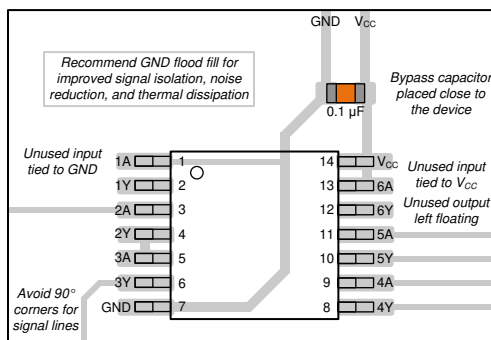 GND VCC
Recommend GND flood fill for
improved signal isolation, noise
reduction, and thermal dissipation
Bypass capacitor
placed close to
the device
0.1 µF
Unused input
tied to GND
1A 1 14 VCC
1Y 2 13 6A
2A 3 12 6Y
2Y 4 11 5A
3A 5 10 5Y
3Y 6 9 4A
GND 7 8 4Y
Unused input
tied to VCC
Unused output
left floating
Avoid 90°
corners for
signal lines